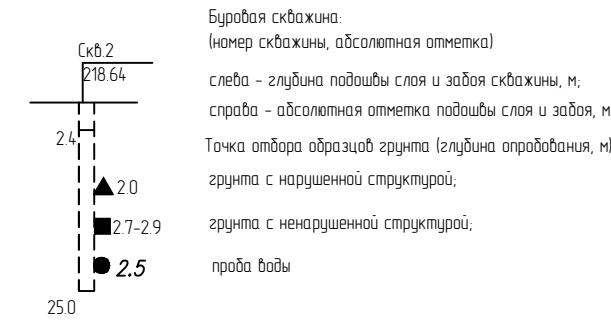 Буровая скважина:
(номер скважины, абсолютная отметка)
Скв.2
218.64
слева - глубина подошвы слоя и забоя скважины, м;
справа - абсолютная отметка подошвы слоя и забоя, м
2.4
Точка отбора образцов грунта (глубина опробования, м)
2.0
грунта с нарушенной структурой;
2.7-2.9
грунта с ненарушенной структурой;
2.5
проба воды
25.0